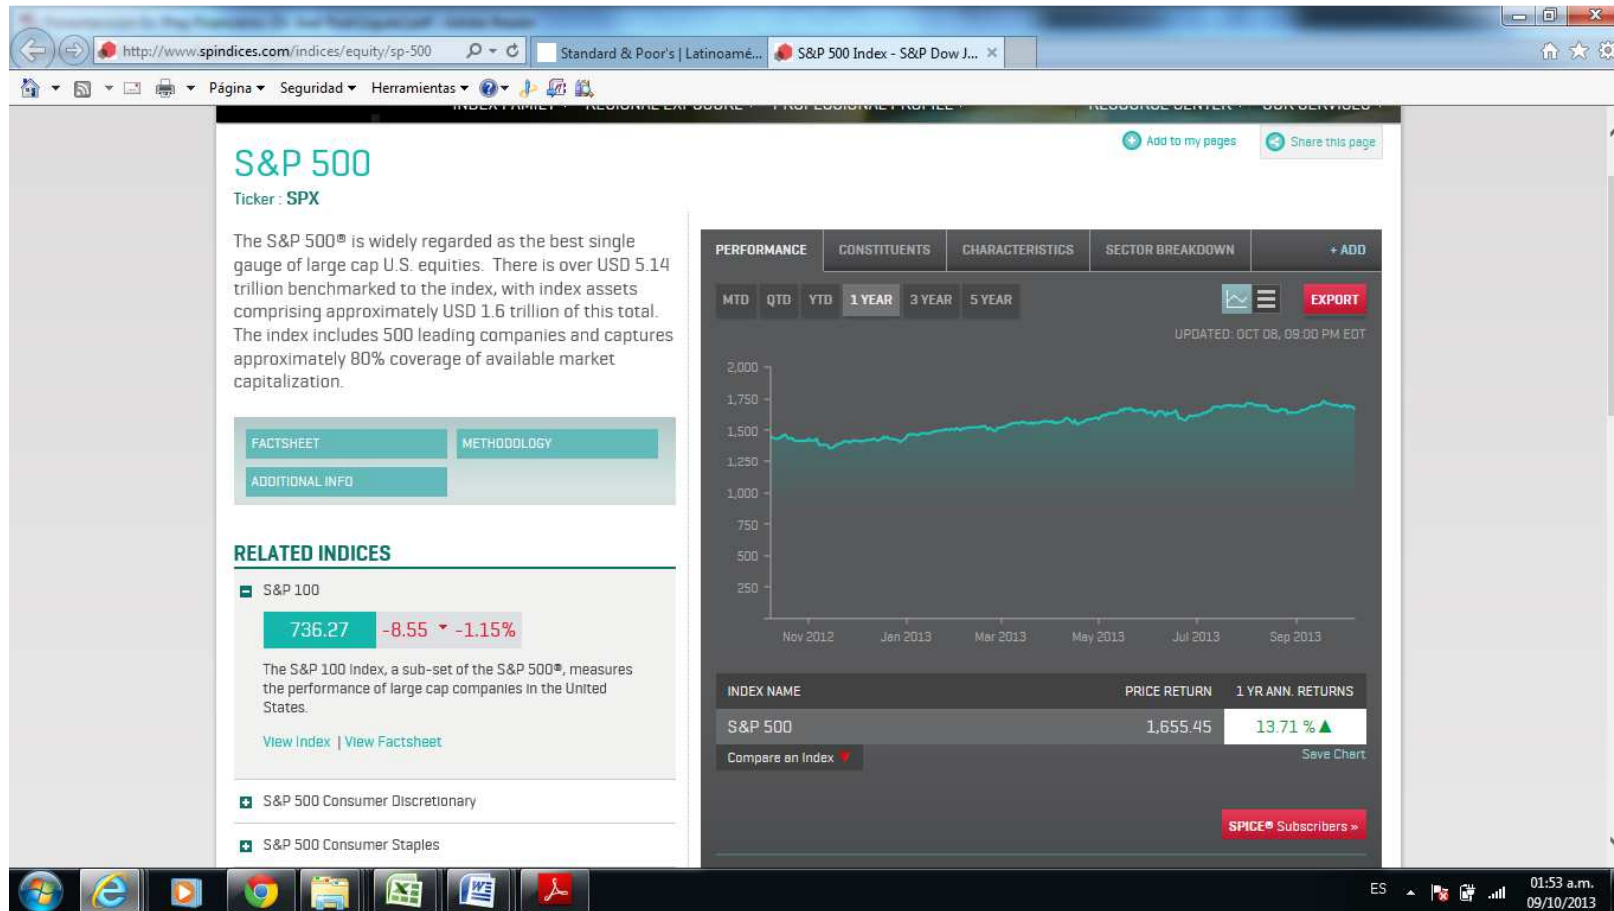 http://www.spindices.com/indices/equity/sp-500
Standard & Poor's | Latinoamé...
S&P 500 Index - S&P Dow J...
Página
Seguridad
Herramientas
Add to my pages
Share this page
S&P 500
Ticker : SPX
The S&P 500® is widely regarded as the best single
gauge of large cap U.S. equities. There is over USD 5.14
trillion benchmarked to the index, with index assets
comprising approximately USD 1.6 trillion of this total.
The index includes 500 leading companies and captures
approximately 80% coverage of available market
capitalization.
FACTSHEET
METHODOLOGY
ADDITIONAL INFO
RELATED INDICES
S&P 100
736.27 -8.55 -1.15%
The S&P 100 Index, a sub-set of the S&P 500®, measures
the performance of large cap companies in the United
States.
View Index | View Factsheet
S&P 500 Consumer Discretionary
S&P 500 Consumer Staples
PERFORMANCE CONSTITUENTS CHARACTERISTICS SECTOR BREAKDOWN + ADD
MTD QTD YTD 1 YEAR 3 YEAR 5 YEAR EXPORT
UPDATED: OCT 08, 09:00 PM EDT
2,000
1,750
1,500
1,250
1,000
750
500
250
Nov 2012 Jan 2013 Mar 2013 May 2013 Jul 2013 Sep 2013
INDEX NAME PRICE RETURN 1 YR ANN. RETURNS
S&P 500 1,655.45 13.71 %
Compare an Index
Save Chart
SPICE® Subscribers »
ES
01:53 a.m.
09/10/2013